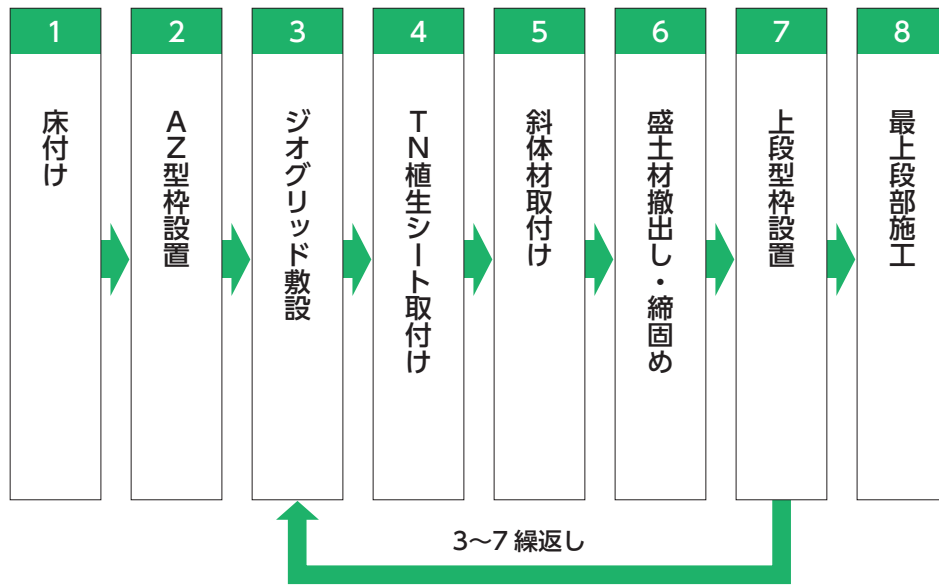 1
床付け
2
AZ型枠設置
3
ジオグリッド敷設
4
TN植生シート取付け
5
斜体材取付け
6
盛土材撤出し・締固め
7
上段型枠設置
8
最上段部施工
3〜7 繰返し